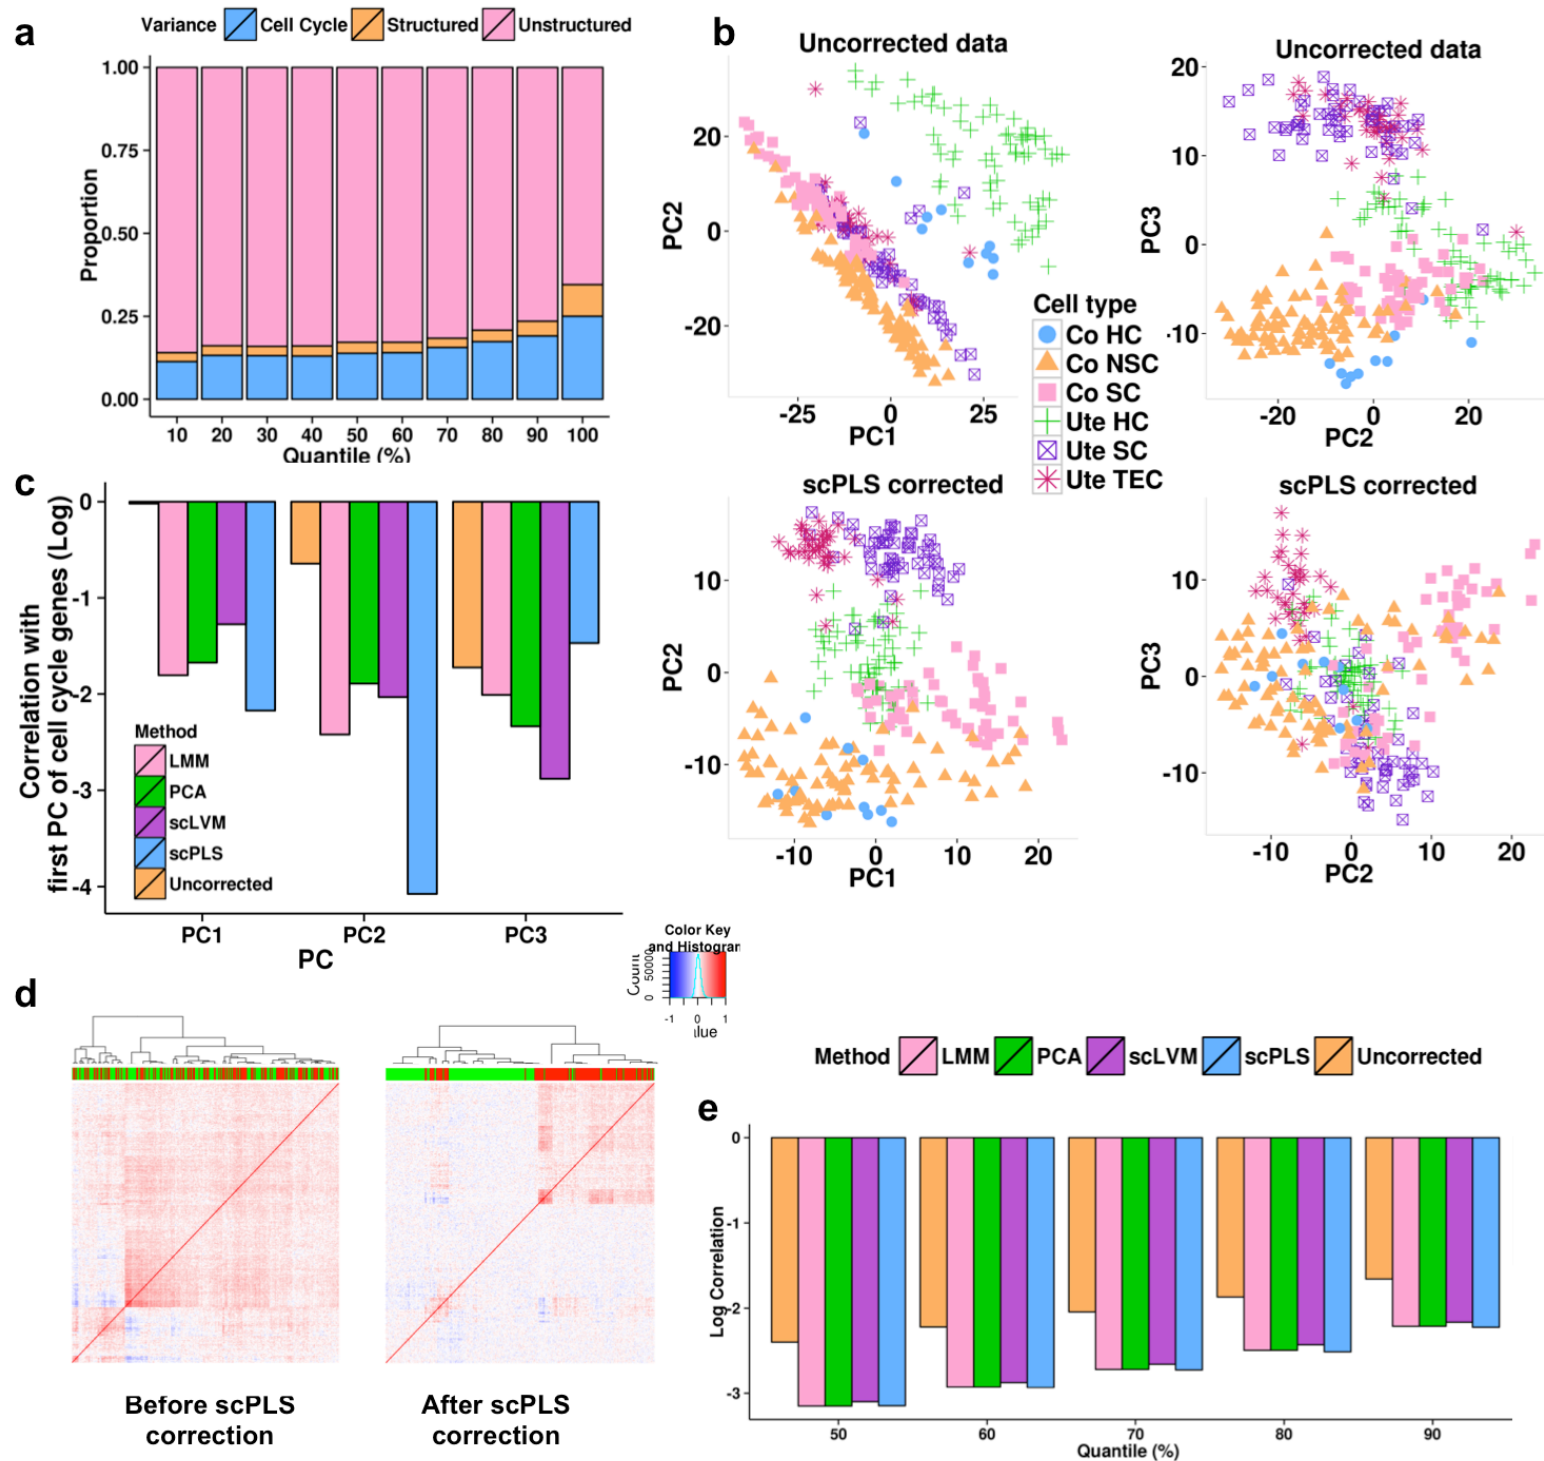 a
Variance Cell Cycle Structured Unstructured
1.00
0.75
0.50
0.25
0.00
Proportion
10 20 30 40 50 60 70 80 90 100
Quantile (%)
b
Uncorrected data
20
0
-20
PC2
-25 0 25
PC1
Uncorrected data
20
10
0
-10
PC3
-20 0 20
PC2
Cell type
Co HC
Co NSC
Co SC
Ute HC
Ute SC
Ute TEC
scPLS corrected
10
0
-10
PC2
-10 0 10 20
PC1
scPLS corrected
10
0
-10
PC3
-10 0 10 20
PC2
c
0
-1
-2
-3
-4
Correlation with
first PC of cell cycle genes (Log)
Method
LMM
PCA
scLVM
scPLS
Uncorrected
PC1 PC2 PC3
PC
d
Color Key
and Histogram
Count
0 50000
-1 0 1
Before scPLS
correction
After scPLS
correction
Method LMM PCA scLVM scPLS Uncorrected
e
0
-1
-2
-3
Log Correlation
50 60 70 80 90
Quantile (%)